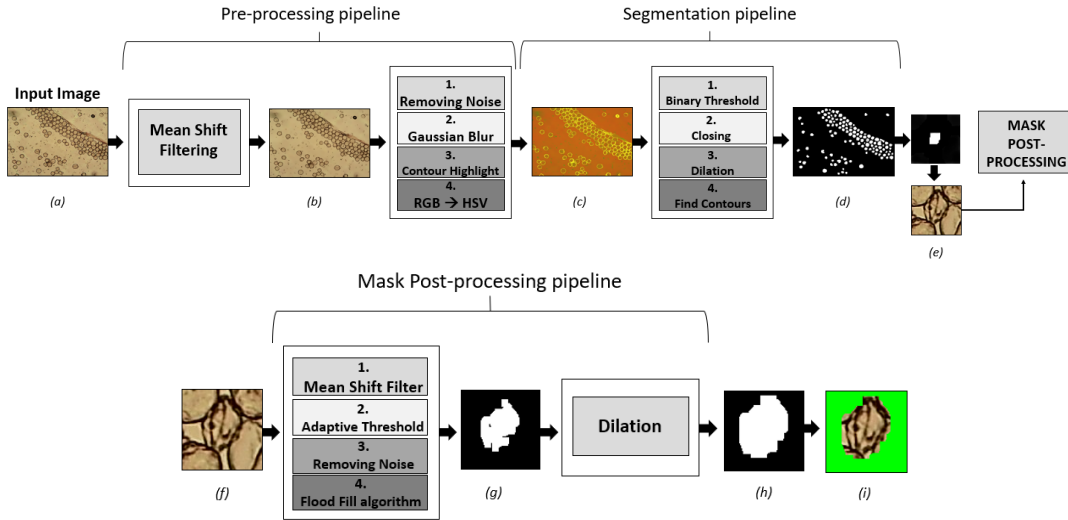 Pre-processing pipeline
Segmentation pipeline
Input Image
Mean Shift
Filtering
1.
Removing Noise
2.
Gaussian Blur
3.
Contour Highlight
4.
RGB → HSV
1.
Binary Threshold
2.
Closing
3.
Dilation
4.
Find Contours
MASK
POST-
PROCESSING
(a)
(b)
(c)
(d)
(e)
Mask Post-processing pipeline
1.
Mean Shift Filter
2.
Adaptive Threshold
3.
Removing Noise
4.
Flood Fill algorithm
Dilation
(f)
(g)
(h)
(i)